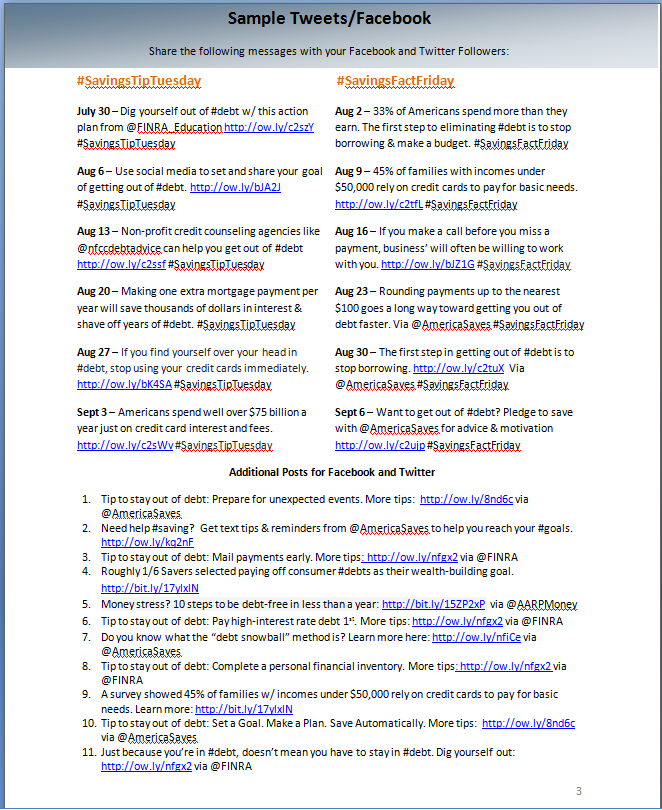 Sample Tweets/Facebook
Share the following messages with your Facebook and Twitter Followers:
#SavingsTipTuesday
July 30 – Dig yourself out of #debt w/ this action
plan from @FINRA_Education http://ow.ly/c2szY
#SavingsTipTuesday
Aug 6 – Use social media to set and share your goal
of getting out of #debt. http://ow.ly/bJA2J
#SavingsTipTuesday
Aug 13 – Non-profit credit counseling agencies like
@nfccdebtadvice can help you get out of #debt
http://ow.ly/c2ssf #SavingsTipTuesday
Aug 20 – Making one extra mortgage payment per
year will save thousands of dollars in interest &
shave off years of #debt. #SavingsTipTuesday
Aug 27 – If you find yourself over your head in
#debt, stop using your credit cards immediately.
http://ow.ly/bK4SA #SavingsTipTuesday
Sept 3 – Americans spend well over $75 billion a
year just on credit card interest and fees.
http://ow.ly/c2sWv #SavingsTipTuesday
#SavingsFactFriday
Aug 2 – 33% of Americans spend more than they
earn. The first step to eliminating #debt is to stop
borrowing & make a budget. #SavingsFactFriday
Aug 9 – 45% of families with incomes under
$50,000 rely on credit cards to pay for basic needs.
http://ow.ly/c2tfL #SavingsFactFriday
Aug 16 – If you make a call before you miss a
payment, business’ will often be willing to work
with you. http://ow.ly/bJZ1G #SavingsFactFriday
Aug 23 – Rounding payments up to the nearest
$100 goes a long way toward getting you out of
debt faster. Via @AmericaSaves #SavingsFactFriday
Aug 30 – The first step in getting out of #debt is to
stop borrowing. http://ow.ly/c2tuX Via
@AmericaSaves #SavingsFactFriday
Sept 6 – Want to get out of #debt? Pledge to save
with @AmericaSaves for advice & motivation
http://ow.ly/c2ujp #SavingsFactFriday
Additional Posts for Facebook and Twitter
1. Tip to stay out of debt: Prepare for unexpected events. More tips: http://ow.ly/8nd6c via
@AmericaSaves
2. Need help #saving? Get text tips & reminders from @AmericaSaves to help you reach your #goals.
http://ow.ly/kq2nF
3. Tip to stay out of debt: Mail payments early. More tips: http://ow.ly/nfgx2 via @FINRA
4. Roughly 1/6 Savers selected paying off consumer #debts as their wealth-building goal.
http://bit.ly/17ylxlN
5. Money stress? 10 steps to be debt-free in less than a year: http://bit.ly/15ZP2xP via @AARPMoney
6. Tip to stay out of debt: Pay high-interest rate debt 1st. More tips: http://ow.ly/nfgx2 via @FINRA
7. Do you know what the “debt snowball” method is? Learn more here: http://ow.ly/nfiCe via
@AmericaSaves
8. Tip to stay out of debt: Complete a personal financial inventory. More tips: http://ow.ly/nfgx2 via
@FINRA
9. A survey showed 45% of families w/ incomes under $50,000 rely on credit cards to pay for basic
needs. Learn more: http://bit.ly/17ylxlN
10. Tip to stay out of debt: Set a Goal. Make a Plan. Save Automatically. More tips: http://ow.ly/8nd6c
via @AmericaSaves
11. Just because you’re in #debt, doesn’t mean you have to stay in #debt. Dig yourself out:
http://ow.ly/nfgx2 via @FINRA
3